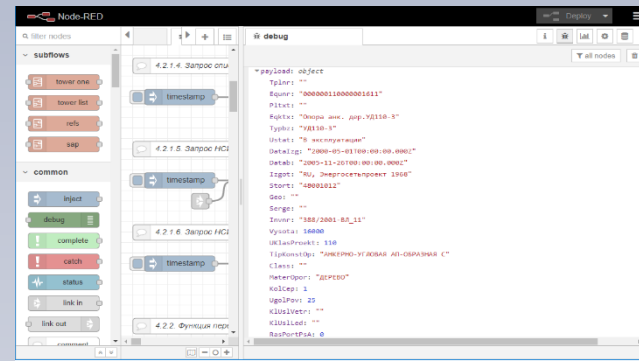 Node-RED
Deploy
filter nodes
subflows
tower one
tower list
refs
sap
common
inject
debug
complete
catch
status
link in
link out
comment
4.2.1.4. Запрос опи
timestamp
4.2.1.5. Запрос НСИ
timestamp
4.2.1.6. Запрос НСИ
timestamp
4.2.2. Функция пер
debug
all nodes
payload: object
Tplnr: ""
Equnr: "000000110000001611"
Pltxt: ""
Eqktx: "Опора анк. дер.УД110-3"
Typbz: "УД110-3"
Ustat: "В эксплуатации"
DataIzg: "2000-05-01T00:00:00.000Z"
Datab: "2005-11-26T00:00:00.000Z"
Izgot: "RU, Энергосетьпроект 1968"
Stort: "48001012"
Geo: ""
Serge: ""
Invnr: "388/2001-ВЛ_11"
Vysota: 16000
UKlasProekt: 110
TipKonstOp: "АНКЕРНО-УГЛОВАЯ АП-ОБРАЗНАЯ С"
Class: ""
MaterOpor: "ДЕРЕВО"
KolCep: 1
UgolPov: 25
KlUslVetr: ""
KlUslLed: ""
RasPortPsA: 0